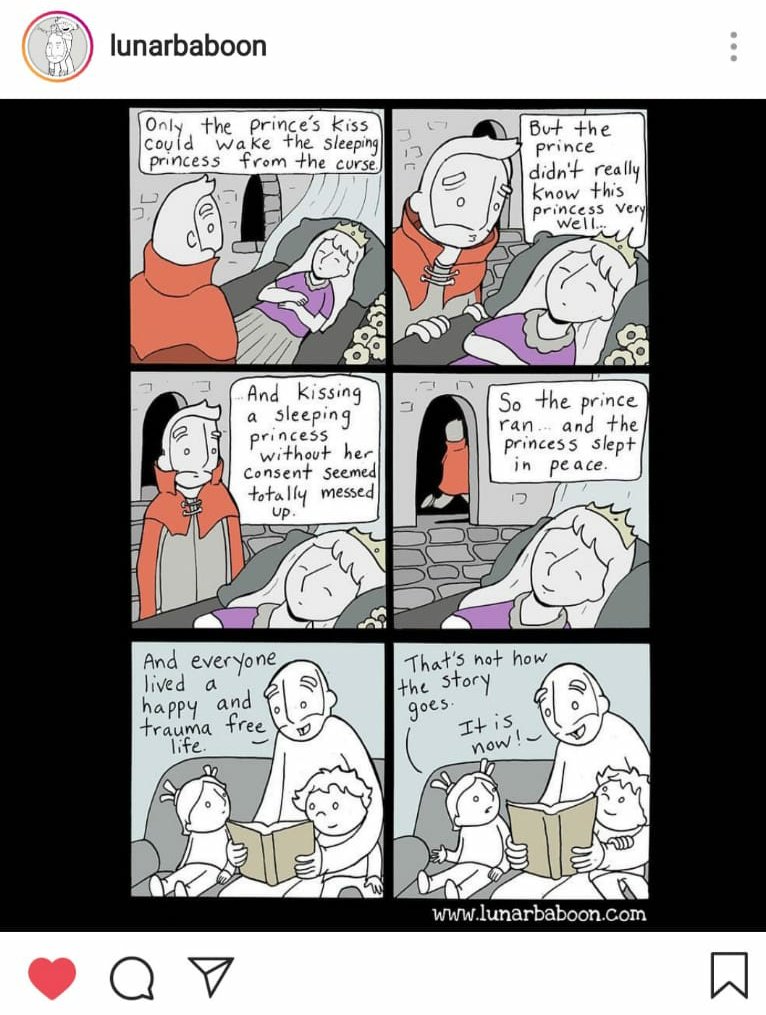 lunarbaboon
Only the prince's kiss
could wake the sleeping
princess from the curse.
But the
prince
didn't really
know this
princess very
well...
...And kissing
a sleeping
princess
without her
consent seemed
totally messed
up.
So the prince
ran... and the
princess slept
in peace.
And everyone
lived a
happy and
trauma free
life.
That's not how
the story
goes.
It is
now!
www.lunarbaboon.com